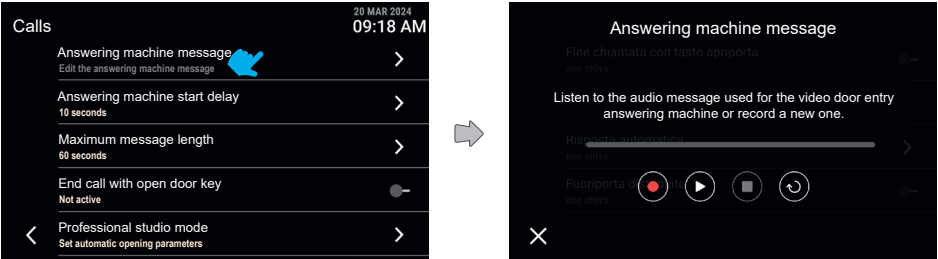 Calls
20 MAR 2024
09:18 AM
Answering machine message
Edit the answering machine message
Answering machine start delay
10 seconds
Maximum message length
60 seconds
End call with open door key
Not active
Professional studio mode
Set automatic opening parameters
Answering machine message
Fine chiamata con tasto apriporta
non attivo
Listen to the audio message used for the video door entry
answering machine or record a new one.
Risposta automatica
non attivo
Fuoriporta
non attivo